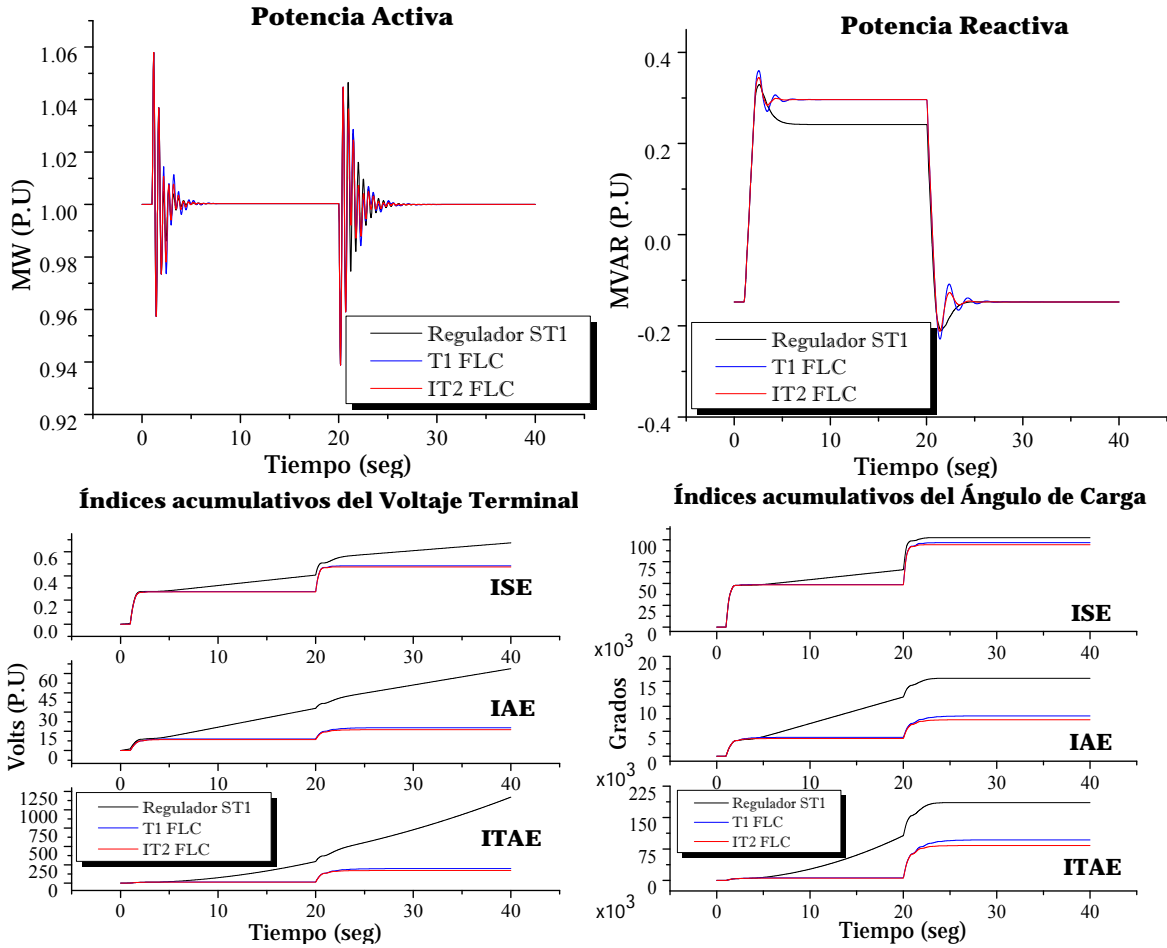 Potencia Activa
1.06
1.04
1.02
1.00
0.98
0.96
0.94
0.92
MW (P.U)
Regulador ST1
T1 FLC
IT2 FLC
0 10 20 30 40
Tiempo (seg)
Potencia Reactiva
0.4
0.2
0.0
-0.2
-0.4
MVAR (P.U)
Regulador ST1
T1 FLC
IT2 FLC
0 10 20 30 40
Tiempo (seg)
Índices acumulativos del Voltaje Terminal
0.6
0.4
0.2
0.0
ISE
0 10 20 30 40
60
45
30
15
0
Volts (P.U)
IAE
0 10 20 30 40
1250
1000
750
500
250
0
Regulador ST1
T1 FLC
IT2 FLC
ITAE
0 10 20 30 40
Tiempo (seg)
Índices acumulativos del Ángulo de Carga
100
75
50
25
0
ISE
x10^3
0 10 20 30 40
20
15
10
5
0
Grados
IAE
x10^3
0 10 20 30 40
225
150
75
0
Regulador ST1
T1 FLC
IT2 FLC
ITAE
x10^3
0 10 20 30 40
Tiempo (seg)